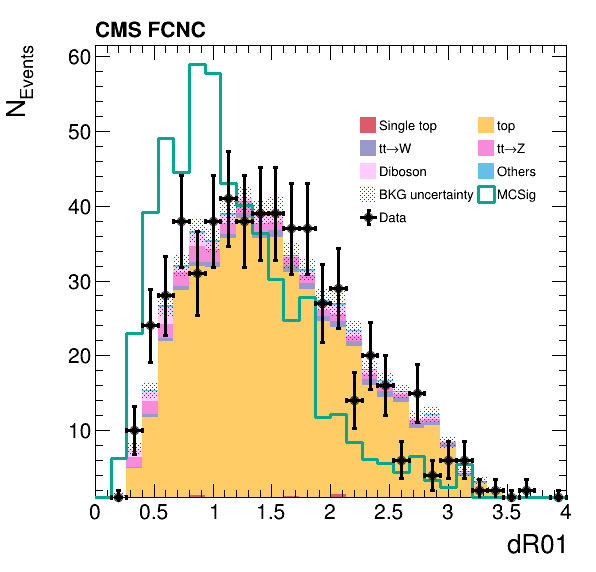 CMS FCNC
N_Events
60
50
40
30
20
10
Single top
top
tt→W
tt→Z
Diboson
Others
BKG uncertainty
MCSig
Data
0 0.5 1 1.5 2 2.5 3 3.5 4
dR01